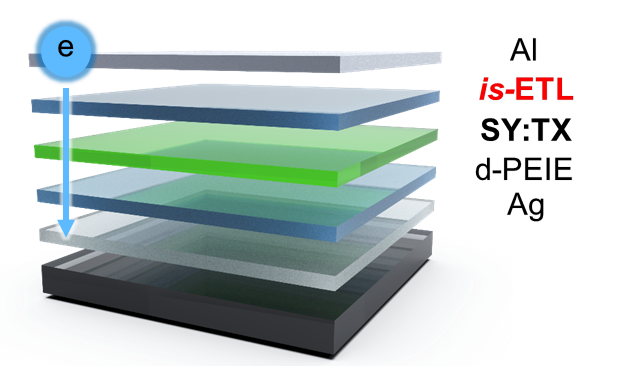 e
Al
is-ETL
SY:TX
d-PEIE
Ag